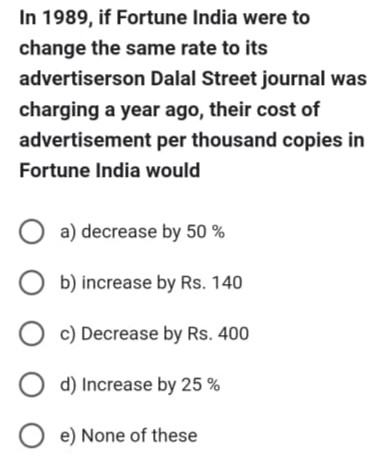 In 1989, if Fortune India were to
change the same rate to its
advertiserson Dalal Street journal was
charging a year ago, their cost of
advertisement per thousand copies in
Fortune India would
a) decrease by 50 %
b) increase by Rs. 140
c) Decrease by Rs. 400
d) Increase by 25 %
e) None of these